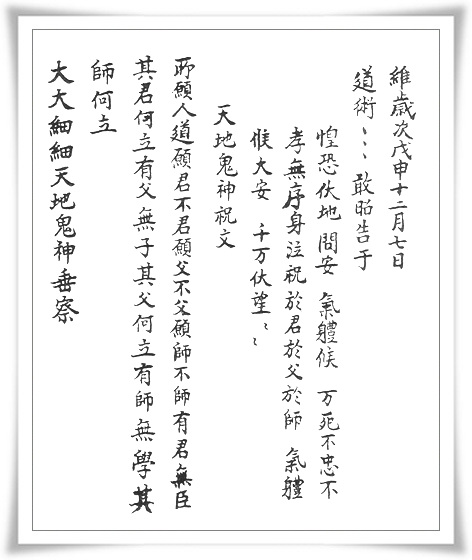 維歲次戊申十二月七日
道術、、、敢昭告于
惶恐伏地問安 氣體候 万死不忠不
孝無序身泣祝於君於父於師 氣體
候大安 千万伏望、、
天地鬼神祝文
所願人道願君不君願父不父願師不師有君無臣
其君何立有父無子其父何立有師無學其
師何立
大大細細天地鬼神垂察